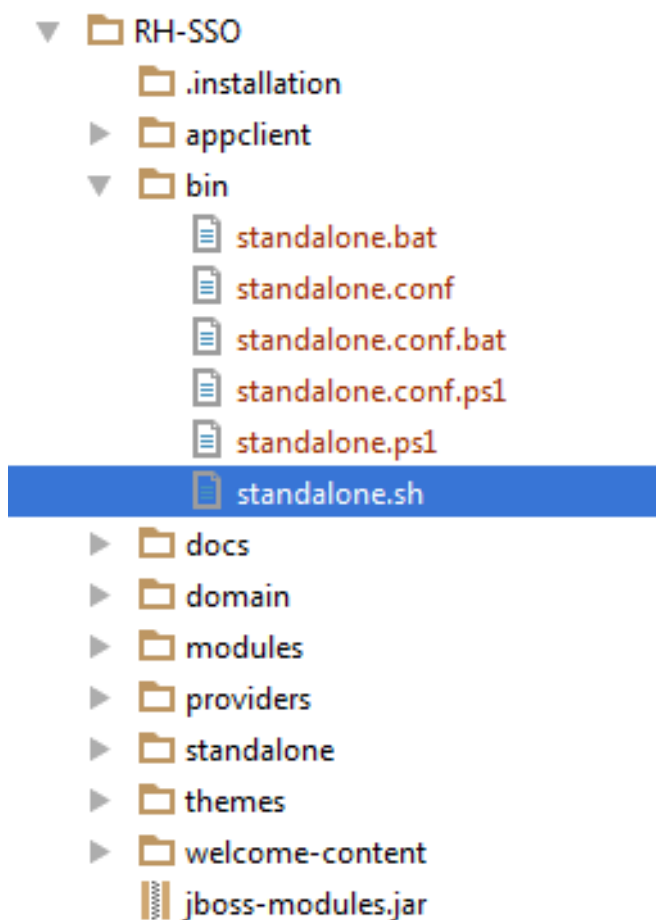 RH-SSO
.installation
appclient
bin
standalone.bat
standalone.conf
standalone.conf.bat
standalone.conf.ps1
standalone.ps1
standalone.sh
docs
domain
modules
providers
standalone
themes
welcome-content
jboss-modules.jar